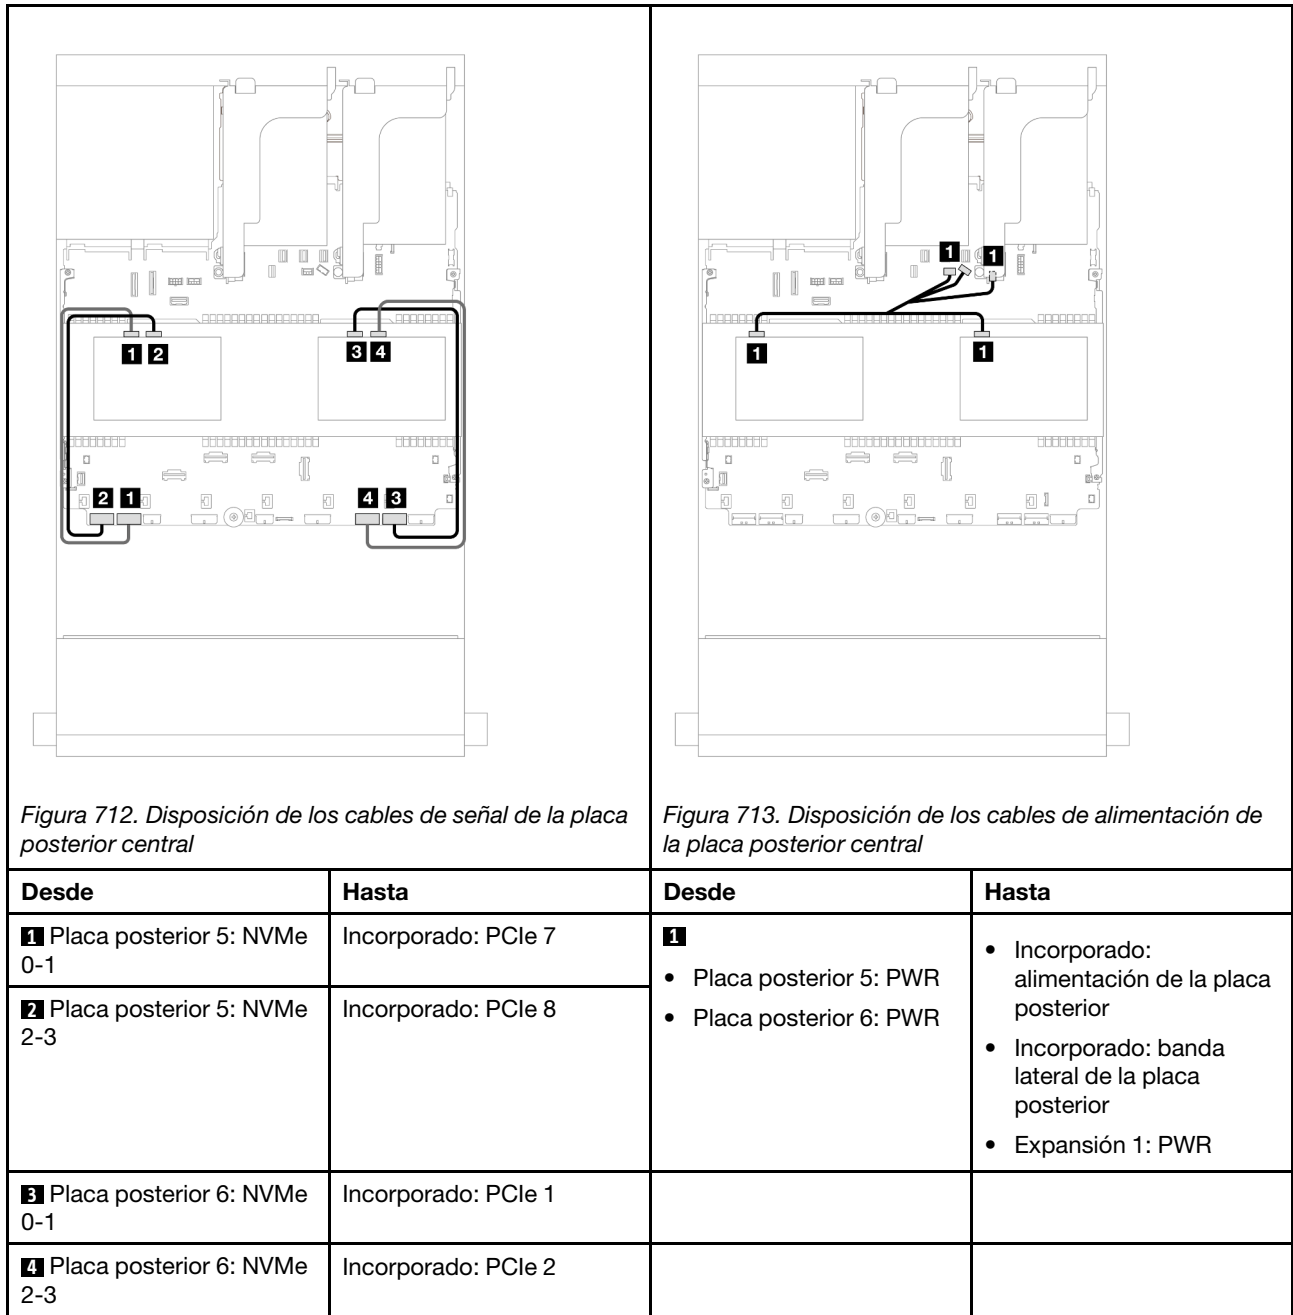 1 2 3 4
2 1 4 3
1 1
1 1
Figura 712. Disposición de los cables de señal de la placa
posterior central
Figura 713. Disposición de los cables de alimentación de
la placa posterior central
Desde
Hasta
Desde
Hasta
1 Placa posterior 5: NVMe
0-1
Incorporado: PCIe 7
1
• Placa posterior 5: PWR
• Placa posterior 6: PWR
• Incorporado:
alimentación de la placa
posterior
• Incorporado: banda
lateral de la placa
posterior
• Expansión 1: PWR
2 Placa posterior 5: NVMe
2-3
Incorporado: PCIe 8
3 Placa posterior 6: NVMe
0-1
Incorporado: PCIe 1
4 Placa posterior 6: NVMe
2-3
Incorporado: PCIe 2